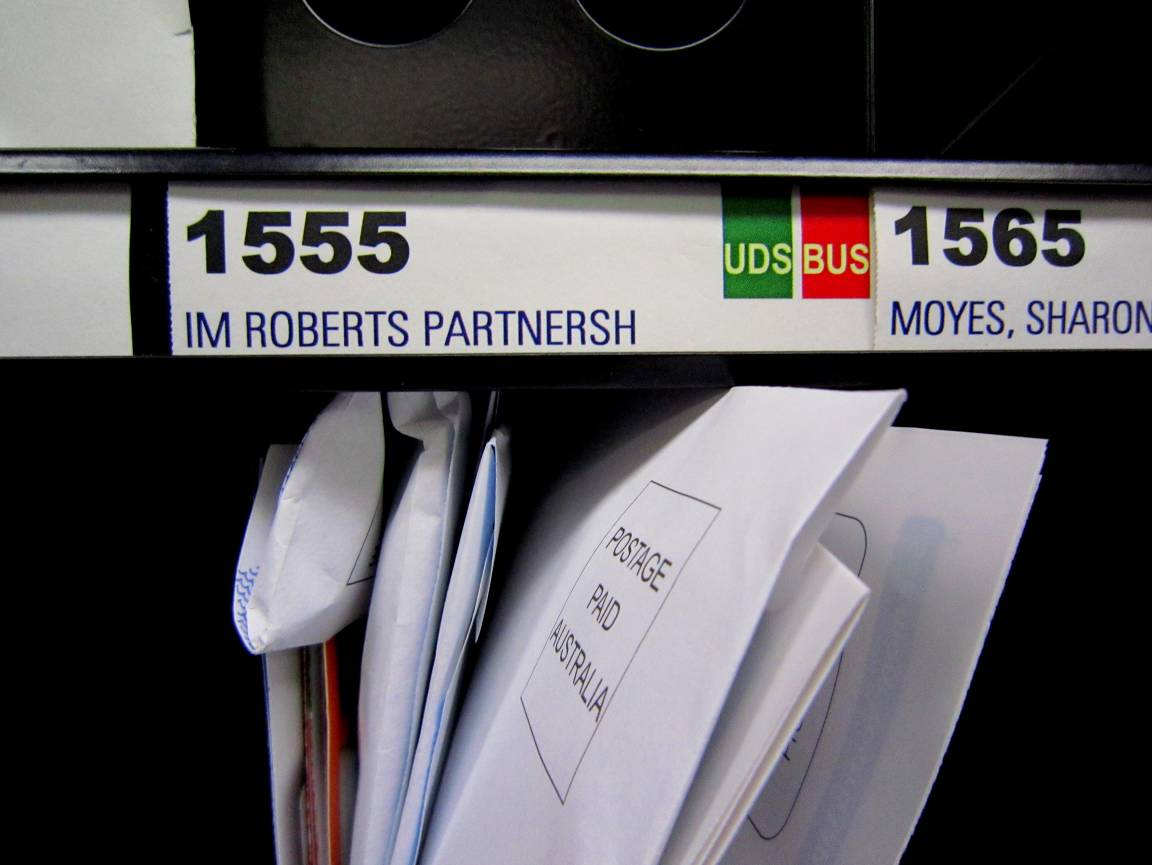 1555
IM ROBERTS PARTNERSH
UDS BUS
1565
MOYES, SHARON
POSTAGE
PAID
AUSTRALIA